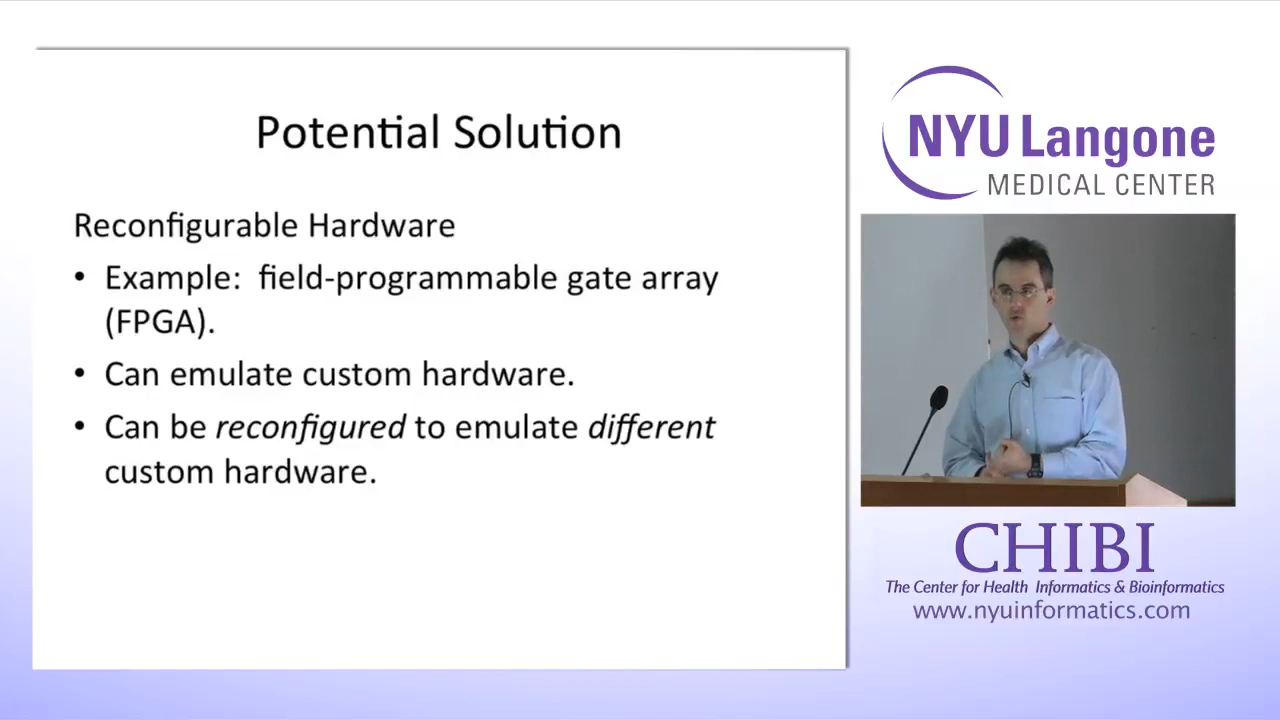 Potential Solution
Reconfigurable Hardware
• Example: field-programmable gate array
(FPGA).
• Can emulate custom hardware.
• Can be reconfigured to emulate different
custom hardware.
NYU Langone
MEDICAL CENTER
CHIBI
The Center for Health Informatics & Bioinformatics
www.nyuinformatics.com